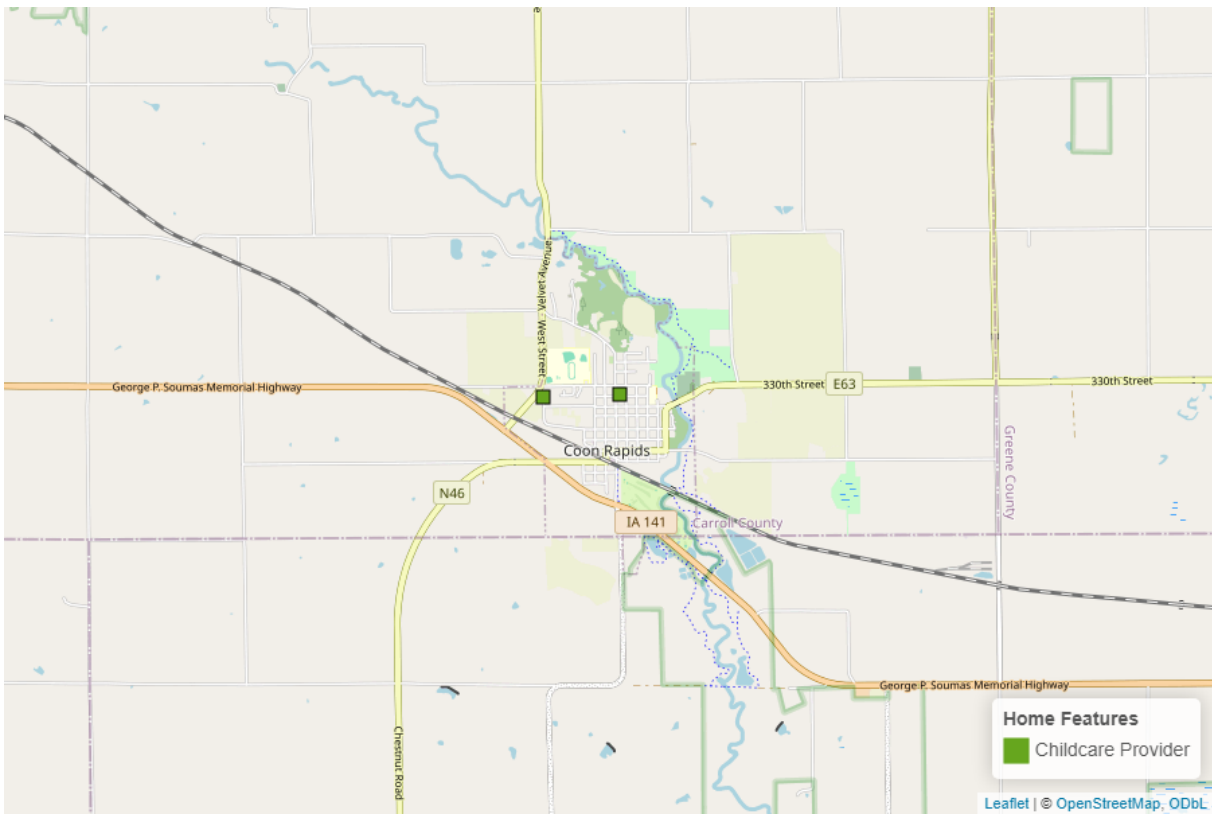 Velvet Avenue
West Street
George P. Soumas Memorial Highway
330th Street
E63
330th Street
Coon Rapids
Greene County
N46
IA 141
Carroll County
George P. Soumas Memorial Highway
Chestnut Road
Home Features
Childcare Provider
Leaflet | © OpenStreetMap, ODbL